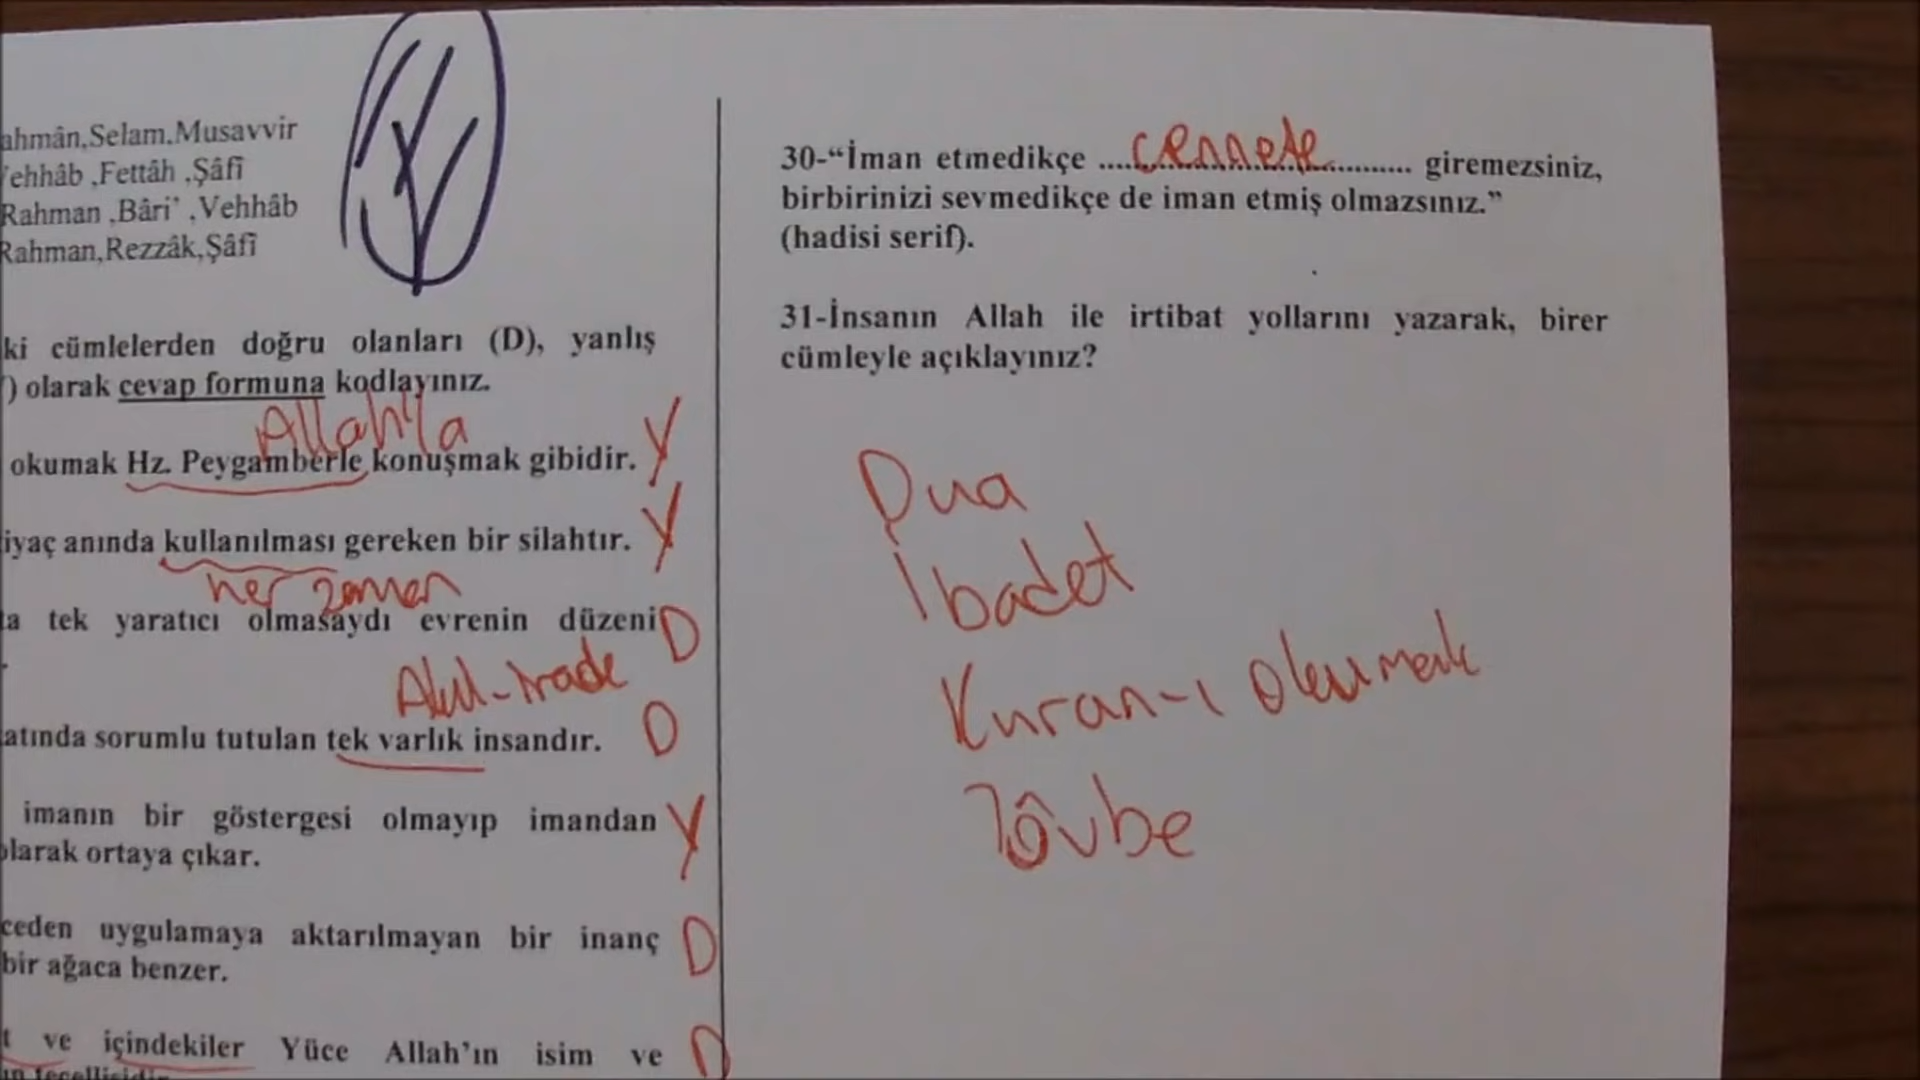 Selam,Musavvir
,Fettâh ,Şâfî
Rahman ,Bâri' ,Vehhâb
Rahman,Rezzâk,Şâfî
ki cümlelerden doğru olanları (D), yanlış
) olarak cevap formuna kodlayınız.
Allah'la
okumak Hz. Peygamberle konuşmak gibidir. Y
anında kullanılması gereken bir silahtır. Y
her zaman
tek yaratıcı olmasaydı evrenin düzeni D
Akıl-irade
sorumlu tutulan tek varlık insandır. D
imanın bir göstergesi olmayıp imandan Y
olarak ortaya çıkar.
uygulamaya aktarılmayan bir inanç D
bir ağaca benzer.
ve içindekiler Yüce Allah'ın isim ve D
30-“İman etmedikçe ....cennete.......... giremezsiniz,
birbirinizi sevmedikçe de iman etmiş olmazsınız.”
(hadisi serif).
31-İnsanın Allah ile irtibat yollarını yazarak, birer
cümleyle açıklayınız?
Dua
İbadet
Kuran-ı okumak
Tövbe